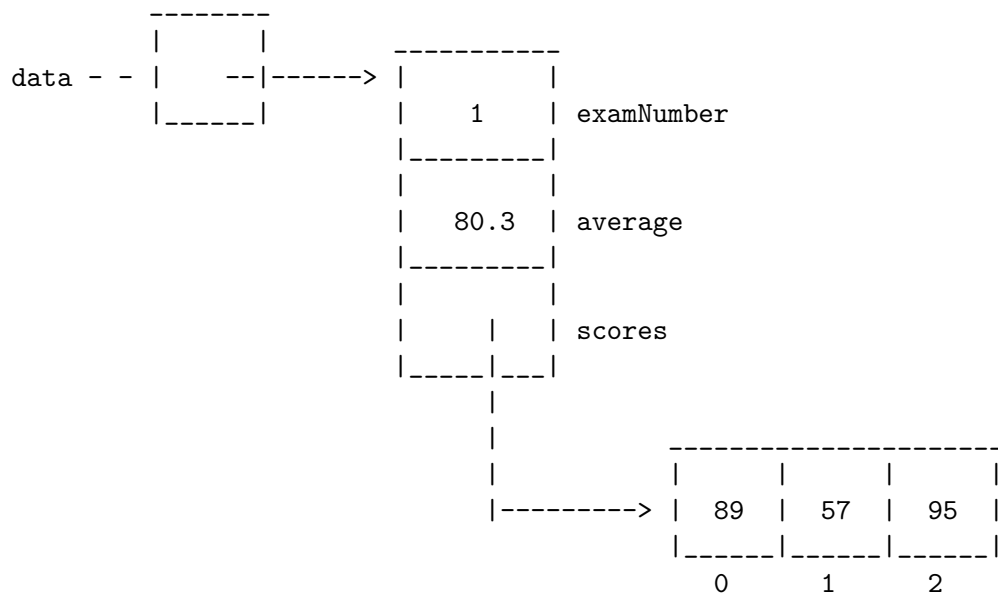 data
1 examNumber
80.3 average
scores
89 57 95
0 1 2